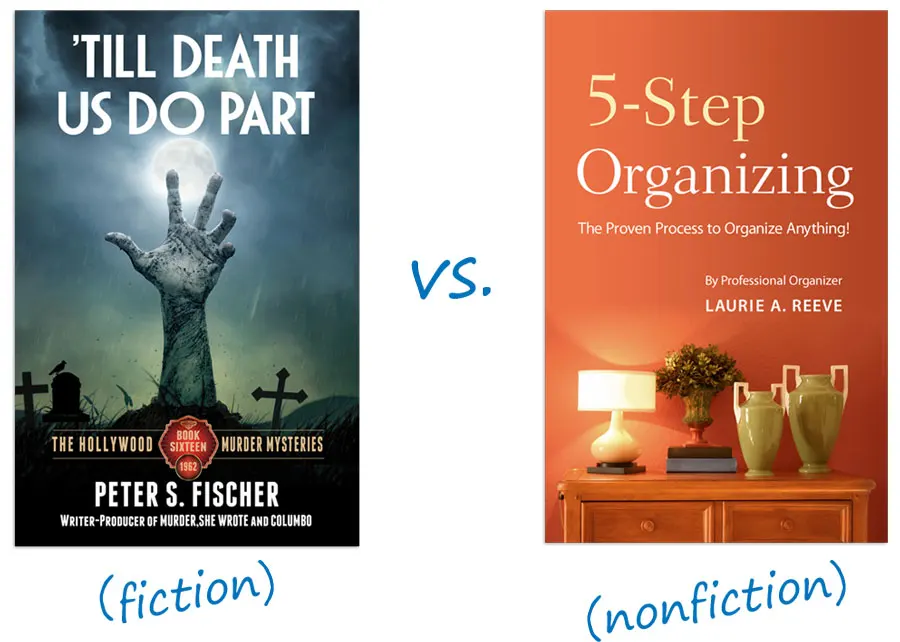 'TILL DEATH
US DO PART
THE HOLLYWOOD
BOOK
SIXTEEN
1962
MURDER MYSTERIES
PETER S. FISCHER
WRITER-PRODUCER OF MURDER,SHE WROTE AND COLUMBO
(fiction)
vs.
5-Step
Organizing
The Proven Process to Organize Anything!
By Professional Organizer
LAURIE A. REEVE
(nonfiction)